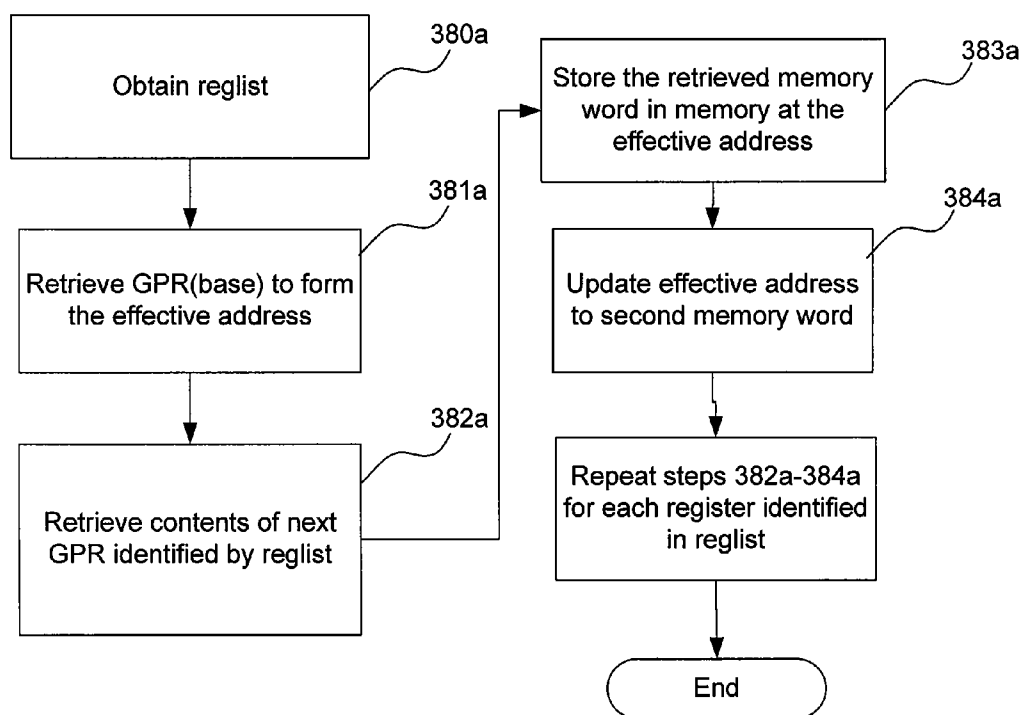 380a
Obtain reglist
381a
Retrieve GPR(base) to form
the effective address
382a
Retrieve contents of next
GPR identified by reglist
383a
Store the retrieved memory
word in memory at the
effective address
384a
Update effective address
to second memory word
Repeat steps 382a-384a
for each register identified
in reglist
End